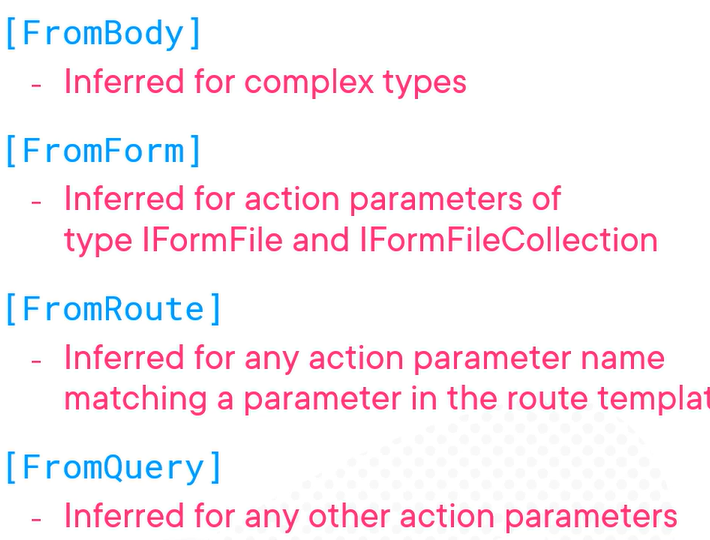 [FromBody]
- Inferred for complex types
[FromForm]
- Inferred for action parameters of
type IFormFile and IFormFileCollection
[FromRoute]
- Inferred for any action parameter name
matching a parameter in the route templat
[FromQuery]
- Inferred for any other action parameters